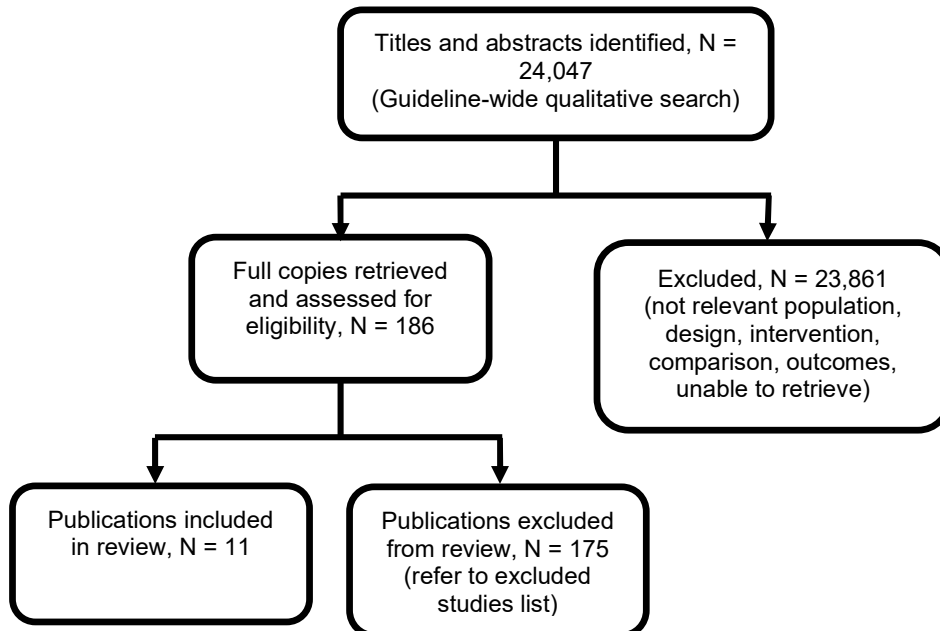 Titles and abstracts identified, N =
24,047
(Guideline-wide qualitative search)
Full copies retrieved
and assessed for
eligibility, N = 186
Excluded, N = 23,861
(not relevant population,
design, intervention,
comparison, outcomes,
unable to retrieve)
Publications included
in review, N = 11
Publications excluded
from review, N = 175
(refer to excluded
studies list)